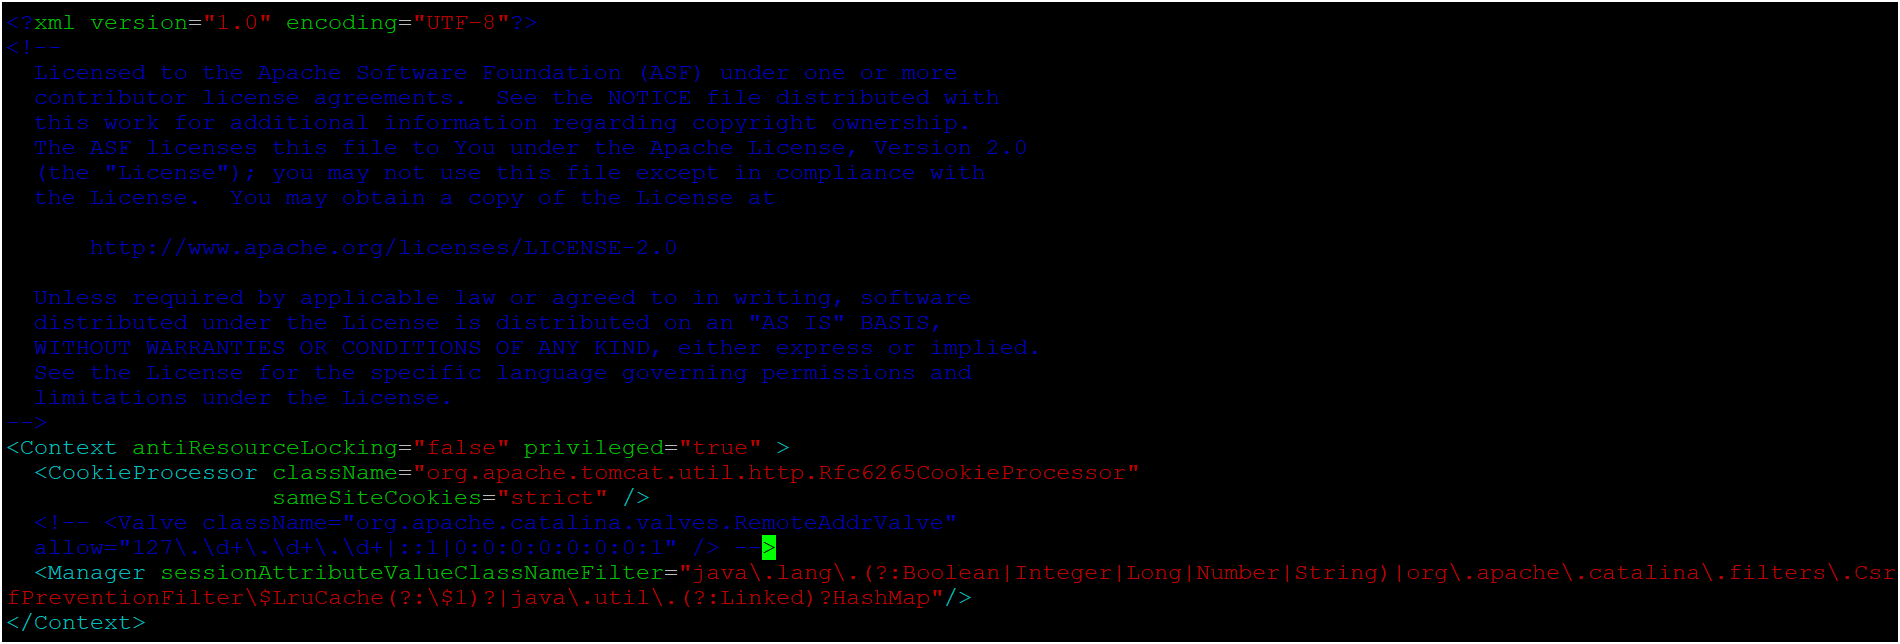 <?xml version="1.0" encoding="UTF-8"?>
<!--
  Licensed to the Apache Software Foundation (ASF) under one or more
  contributor license agreements.  See the NOTICE file distributed with
  this work for additional information regarding copyright ownership.
  The ASF licenses this file to You under the Apache License, Version 2.0
  (the "License"); you may not use this file except in compliance with
  the License.  You may obtain a copy of the License at

      http://www.apache.org/licenses/LICENSE-2.0

  Unless required by applicable law or agreed to in writing, software
  distributed under the License is distributed on an "AS IS" BASIS,
  WITHOUT WARRANTIES OR CONDITIONS OF ANY KIND, either express or implied.
  See the License for the specific language governing permissions and
  limitations under the License.
-->
<Context antiResourceLocking="false" privileged="true" >
  <CookieProcessor className="org.apache.tomcat.util.http.Rfc6265CookieProcessor"
                   sameSiteCookies="strict" />
  <!-- <Valve className="org.apache.catalina.valves.RemoteAddrValve"
  allow="127\.\d+\.\d+\.\d+|::1|0:0:0:0:0:0:0:1" /> -->
  <Manager sessionAttributeValueClassNameFilter="java\.lang\.(?:Boolean|Integer|Long|Number|String)|org\.apache\.catalina\.filters\.Csr
fPreventionFilter\$LruCache(?:\$1)?|java\.util\.(?:Linked)?HashMap"/>
</Context>